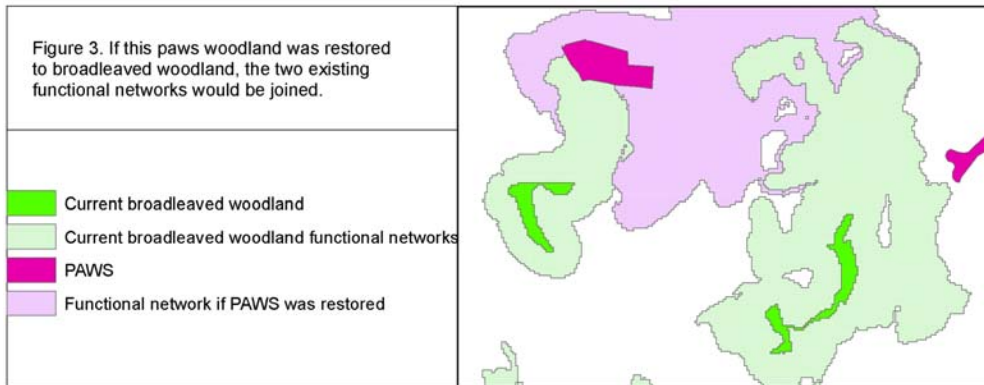 Figure 3. If this paws woodland was restored
to broadleaved woodland, the two existing
functional networks would be joined.
Current broadleaved woodland
Current broadleaved woodland functional networks
PAWS
Functional network if PAWS was restored